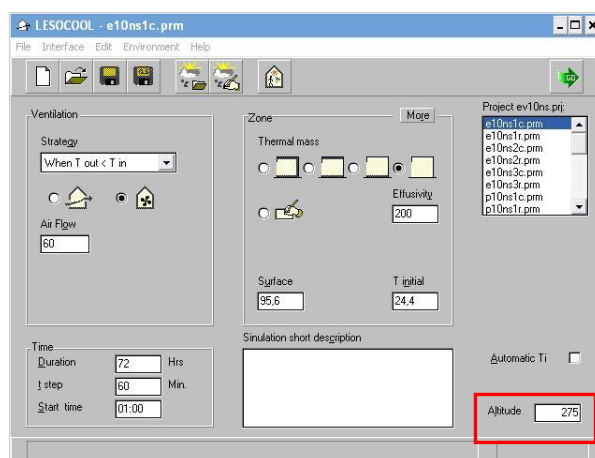 LESOCOOL - e10ns1c.prm
File Interface Edit Environment Help
GO
Ventilation
Strategy
When T out < T in
Air Flow
60
Zone
More
Thermal mass
Effusivity
200
Surface
95,6
T initial
24,4
Project ev10ns.prj:
e10ns1c.prm
e10ns1r.prm
e10ns2c.prm
e10ns2r.prm
e10ns3c.prm
e10ns3r.prm
p10ns1c.prm
p10ns1r.prm
Time
Duration 72 Hrs
t step 60 Min.
Start time 01:00
Sinulation short description
Automatic Ti
Altitude 275